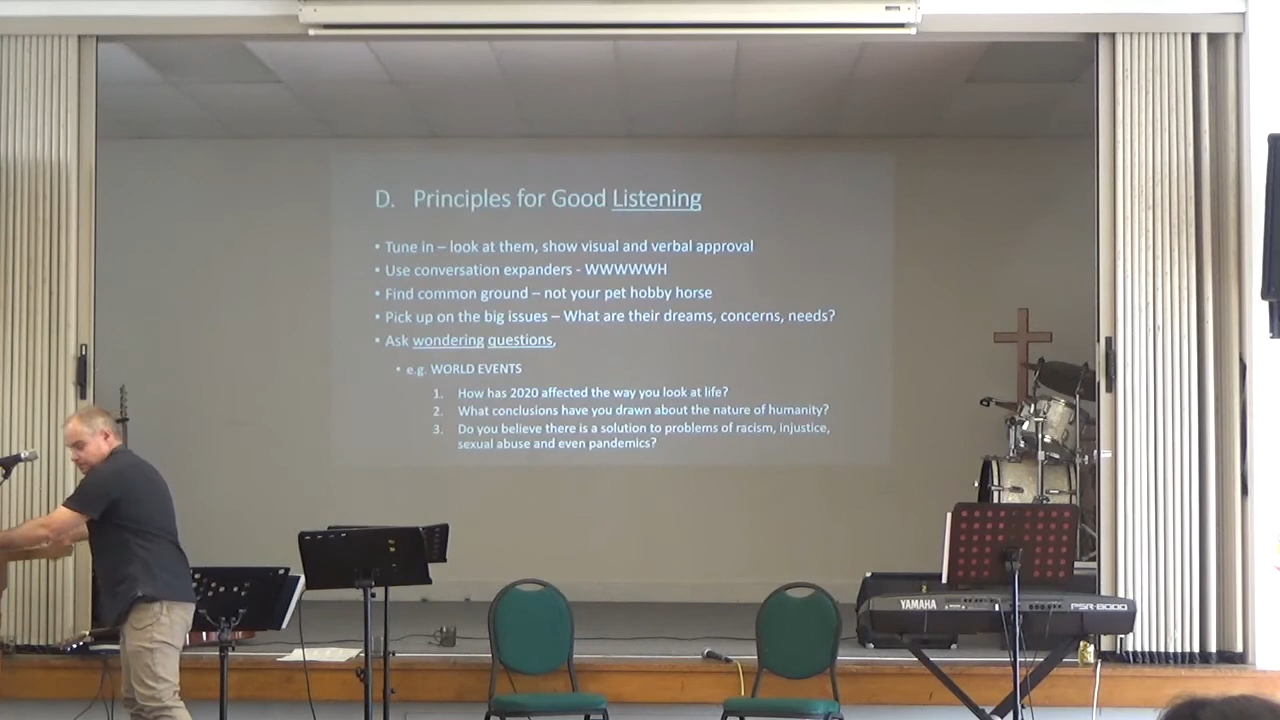 D. Principles for Good Listening
• Tune in – look at them, show visual and verbal approval
• Use conversation expanders - WWWWWH
• Find common ground – not your pet hobby horse
• Pick up on the big issues – What are their dreams, concerns, needs?
• Ask wondering questions,
• e.g. WORLD EVENTS
1. How has 2020 affected the way you look at life?
2. What conclusions have you drawn about the nature of humanity?
3. Do you believe there is a solution to problems of racism, injustice,
sexual abuse and even pandemics?
YAMAHA
PSR-8000